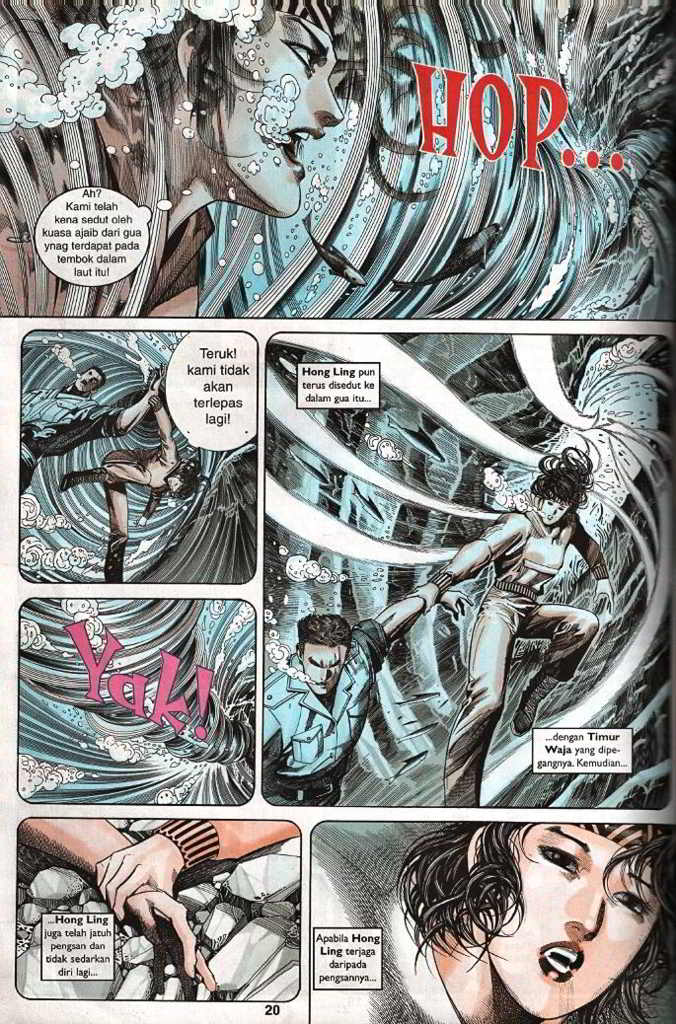 HOP...
Ah?
Kami telah
kena sedut oleh
kuasa ajaib dari gua
ynag terdapat pada
tembok dalam
laut itu!
Teruk!
kami tidak
akan
terlepas
lagi!
Hong Ling pun
terus disedut ke
dalam gua itu...
Yak!
...dengan Timur
Waja yang dipe-
gangnya. Kemudian...
...Hong Ling
juga telah jatuh
pengsan dan
tidak sedarkan
diri lagi...
Apabila Hong
Ling terjaga
daripada
pengsannya...
20